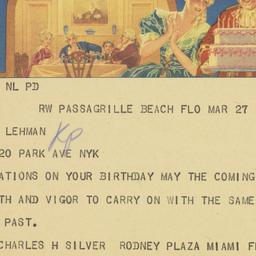 NL PD
RW PASSAGRILLE BEACH FLO MAR 27
LEHMAN
KP
20 PARK AVE NYK
ATIONS ON YOUR BIRTHDAY MAY THE COMING
TH AND VIGOR TO CARRY ON WITH THE SAME
PAST.
CHARLES H SILVER RODNEY PLAZA MIAMI F